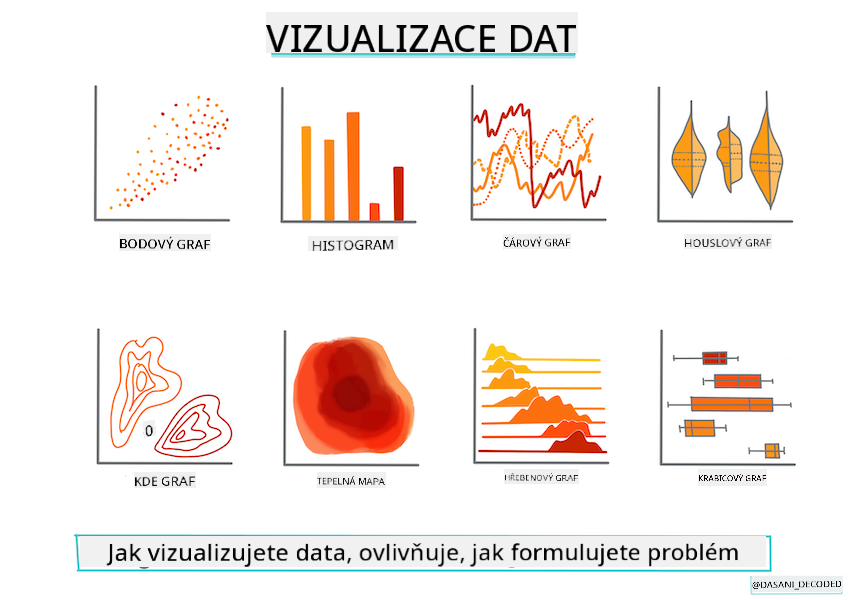 VIZUALIZACE DAT
BODOVÝ GRAF
HISTOGRAM
ČÁROVÝ GRAF
HOUSLOVÝ GRAF
0
KDE GRAF
TEPELNÁ MAPA
HŘEBENOVÝ GRAF
KRABICOVÝ GRAF
Jak vizualizujete data, ovlivňuje, jak formulujete problém
@DASANI_DECODED